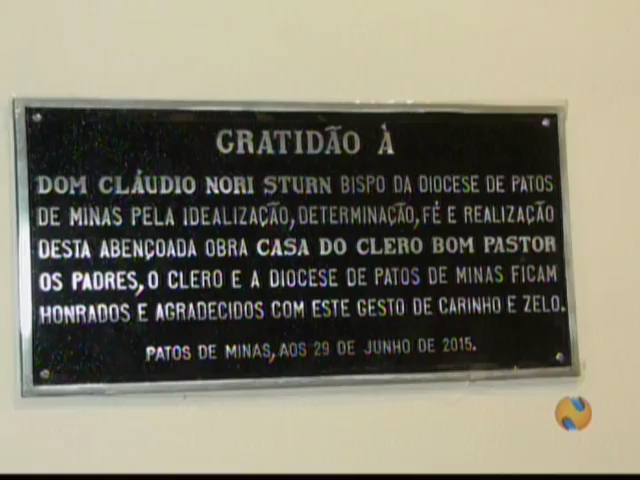 GRATIDÃO À
DOM CLÁUDIO NORI STURN BISPO DA DIOCESE DE PATOS
DE MINAS PELA IDEALIZAÇÃO, DETERMINAÇÃO, FÉ E REALIZAÇÃO
DESTA ABENÇOADA OBRA CASA DO CLERO BOM PASTOR
OS PADRES, O CLERO E A DIOCESE DE PATOS DE MINAS FICAM
HONRADOS E AGRADECIDOS COM ESTE GESTO DE CARINHO E ZELO.
PATOS DE MINAS, AOS 29 DE JUNHO DE 2015.